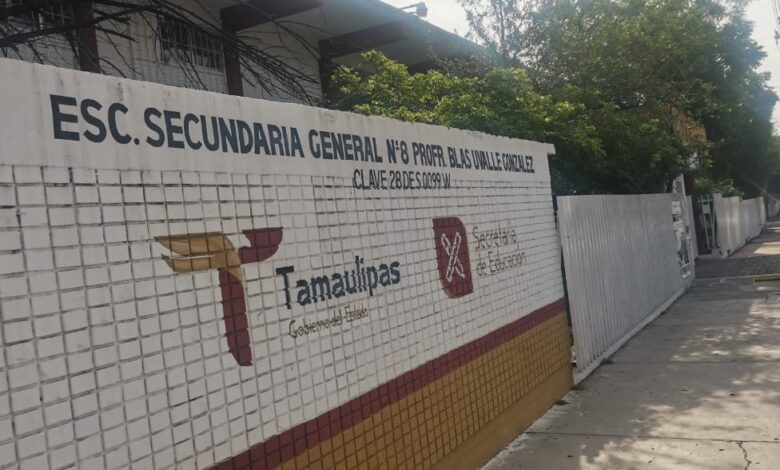 ESC. SECUNDARIA GENERAL N°8 PROFR. BLAS UVALLE GONZALEZ
CLAVE 28 DES 0099 W
Tamaulipas
Gobierno del Estado
Secretaría
de Educación